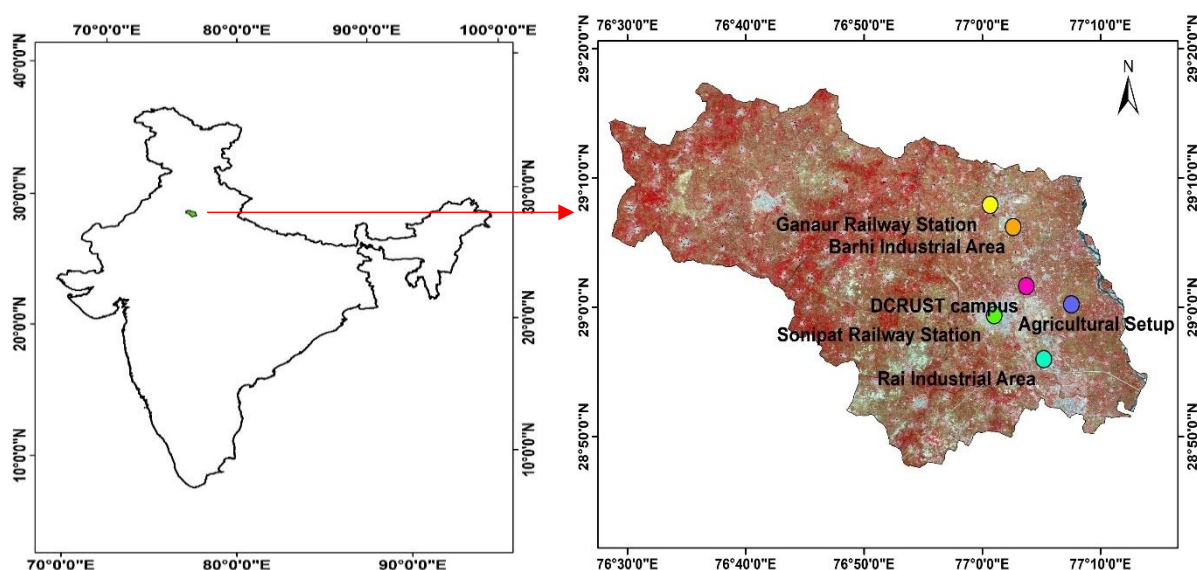 70°0'0"E 80°0'0"E 90°0'0"E 100°0'0"N
40°0'0"N
30°0'0"N
20°0'0"N
10°0'0"N
30°0'0"N
20°0'0"N
10°0'0"N
70°0'0"E 80°0'0"E 90°0'0"E
76°30'0"E 76°40'0"E 76°50'0"E 77°0'0"E 77°10'0"E
29°20'0"N
29°10'0"N
29°0'0"N
28°50'0"N
N
Ganaur Railway Station
Barhi Industrial Area
DCRUST campus
Agricultural Setup
Sonipat Railway Station
Rai Industrial Area
29°20'0"N
29°10'0"N
29°0'0"N
28°50'0"N
76°30'0"E 76°40'0"E 76°50'0"E 77°0'0"E 77°10'0"E